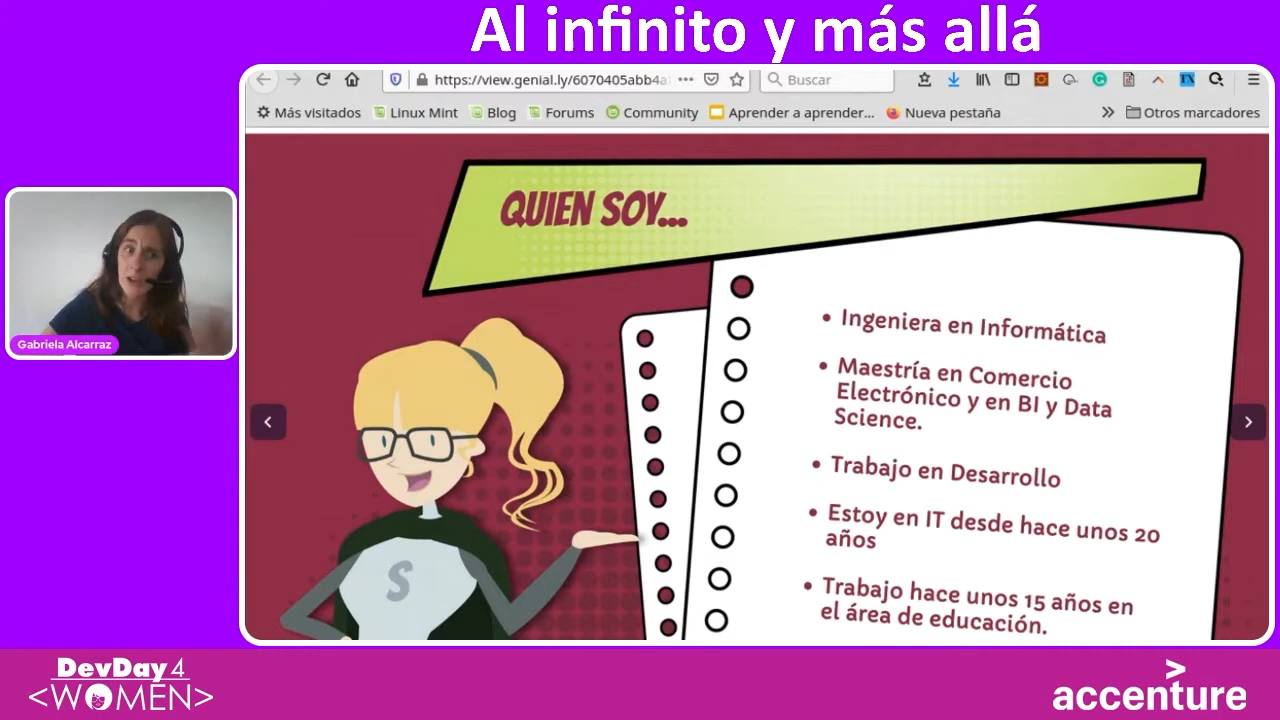 Al infinito y más allá
https://view.genial.ly/6070405abb4a
Buscar
Más visitados
Linux Mint
Blog
Forums
Community
Aprender a aprender...
Nueva pestaña
Otros marcadores
QUIEN SOY...
Gabriela Alcarraz
• Ingeniera en Informática
• Maestría en Comercio
Electrónico y en BI y Data
Science.
• Trabajo en Desarrollo
• Estoy en IT desde hace unos 20
años
• Trabajo hace unos 15 años en
el área de educación.
S
DevDay4
<WOMEN>
accenture